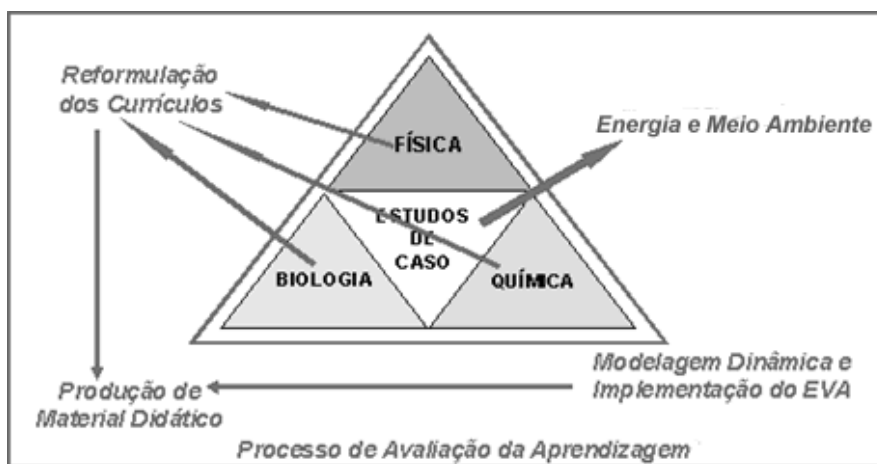 Reformulação
dos Currículos
FÍSICA
Energia e Meio Ambiente
ESTUDOS
DE
CASO
BIOLOGIA
QUÍMICA
Modelagem Dinâmica e
Implementação do EVA
Produção de
Material Didático
Processo de Avaliação da Aprendizagem